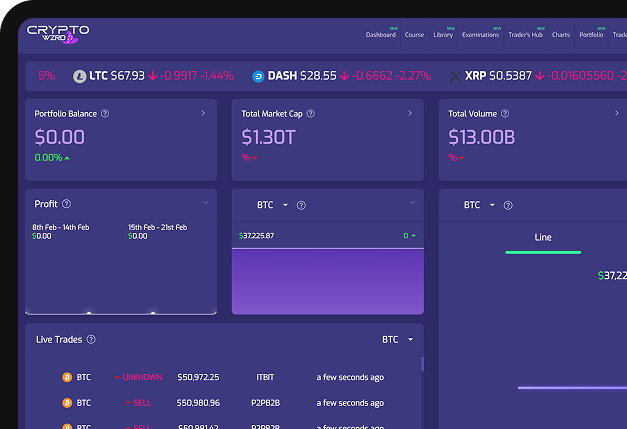 CRYPTO
WZRD
NEW NEW NEW NEW NEW
Dashboard Course Library Examinations Trader's Hub Charts Portfolio
5% LTC $67.93 -0.9917 -1.44% DASH $28.55 -0.6662 -2.27% XRP $0.5387 -0.01605560
Portfolio Balance ? Total Market Cap ? Total Volume ?
$0.00 $1.30T $13.00B
0.00% % %
Profit ? BTC ? BTC ?
8th Feb - 14th Feb 15th Feb - 21st Feb
$0.00 $0.00
$37,225.87 0
Line
$37,22
Live Trades ? BTC
BTC UNKNOWN $50,972.25 ITBIT a few seconds ago
BTC SELL $50,980.96 P2PB2B a few seconds ago
BTC SELL P2PB2B a few seconds ago